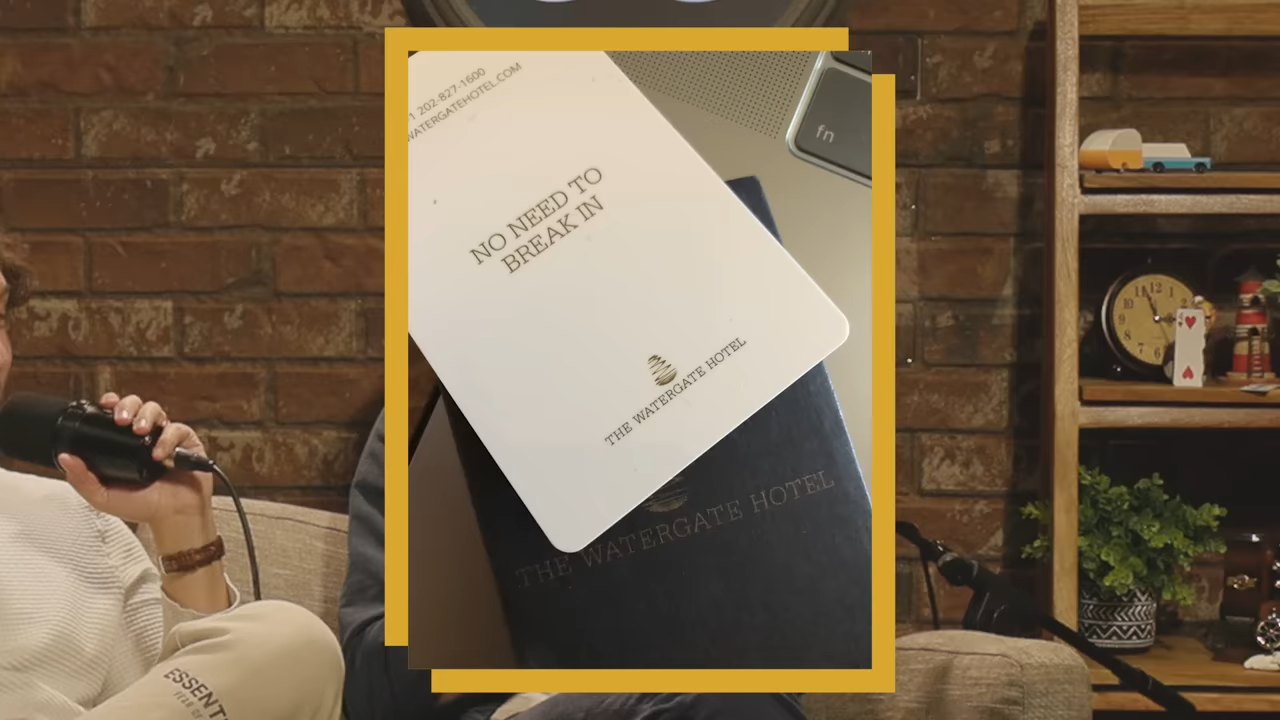 1 202-827-1600
WATERGATEHOTEL.COM
NO NEED TO
BREAK IN
THE WATERGATE HOTEL
THE WATERGATE HOTEL
fn
12
ESSENT